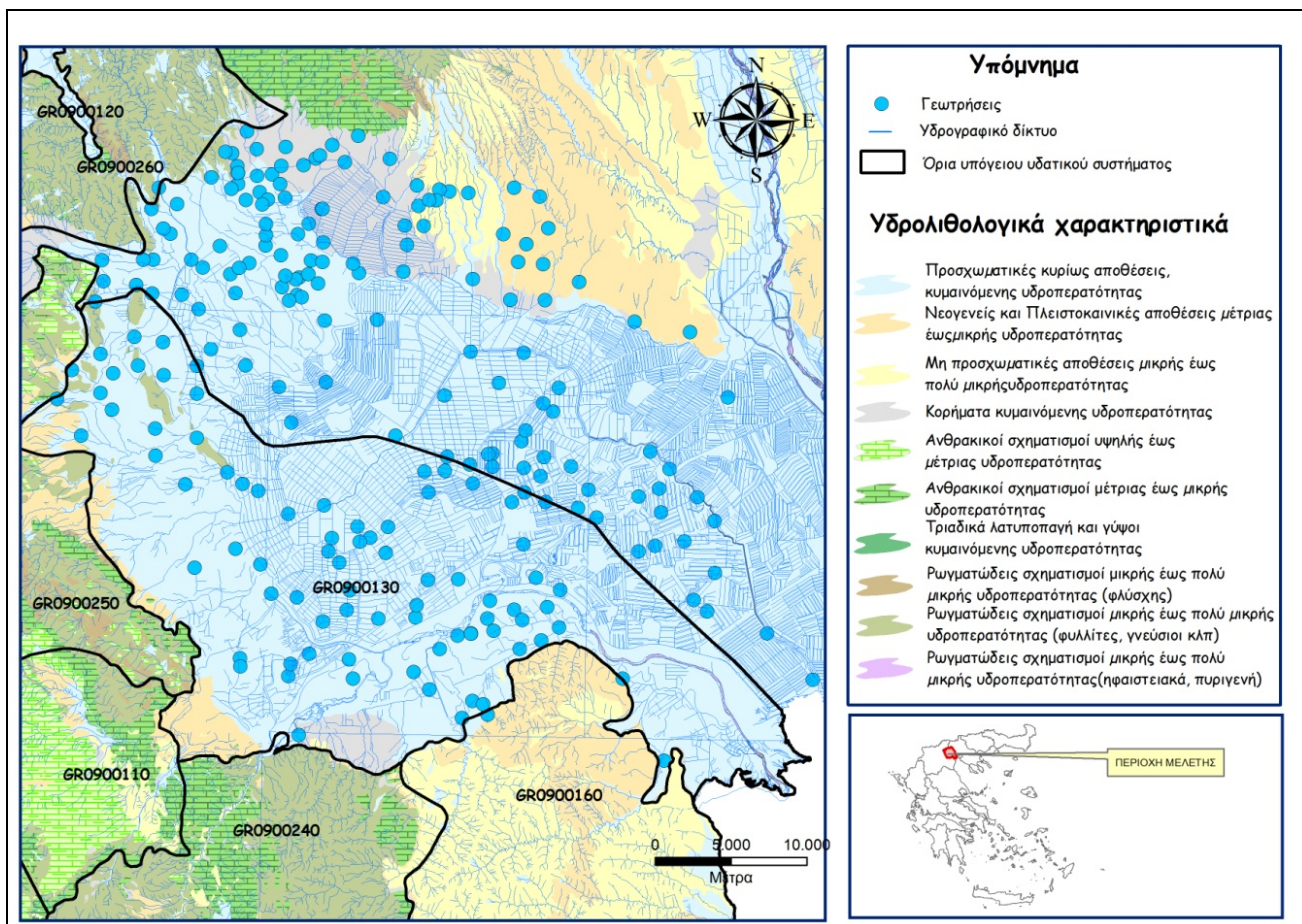 GR0900120
GR0900260
GR0900130
GR0900250
GR0900110
GR0900240
GR0900160
N
W
E
S
0
5.000
10.000
Μέτρα
Υπόμνημα
Γεωτρήσεις
Υδρογραφικό δίκτυο
Όρια υπόγειου υδατικού συστήματος
Υδρολιθολογικά χαρακτηριστικά
Προσχωματικές κυρίως αποθέσεις,
κυμαινόμενης υδροπερατότητας
Νεογενείς και Πλειστοκαινικές αποθέσεις μέτριας
έωςμικρής υδροπερατότητας
Μη προσχωματικές αποθέσεις μικρής έως
πολύ μικρήςυδροπερατότητας
Κορήματα κυμαινόμενης υδροπερατότητας
Ανθρακικοί σχηματισμοί υψηλής έως
μέτριας υδροπερατότητας
Ανθρακικοί σχηματισμοί μέτριας έως μικρής
υδροπερατότητας
Τριαδικά λατυποπαγή και γύψοι
κυμαινόμενης υδροπερατότητας
Ρωγματώδεις σχηματισμοί μικρής έως πολύ
μικρής υδροπερατότητας (φλύσχης)
Ρωγματώδεις σχηματισμοί μικρής έως πολύ μικρής
υδροπερατότητας (φυλλίτες, γνεύσιοι κλπ)
Ρωγματώδεις σχηματισμοί μικρής έως πολύ
μικρής υδροπερατότητας(ηφαιστειακά, πυριγενή)
ΠΕΡΙΟΧΗ ΜΕΛΕΤΗΣ